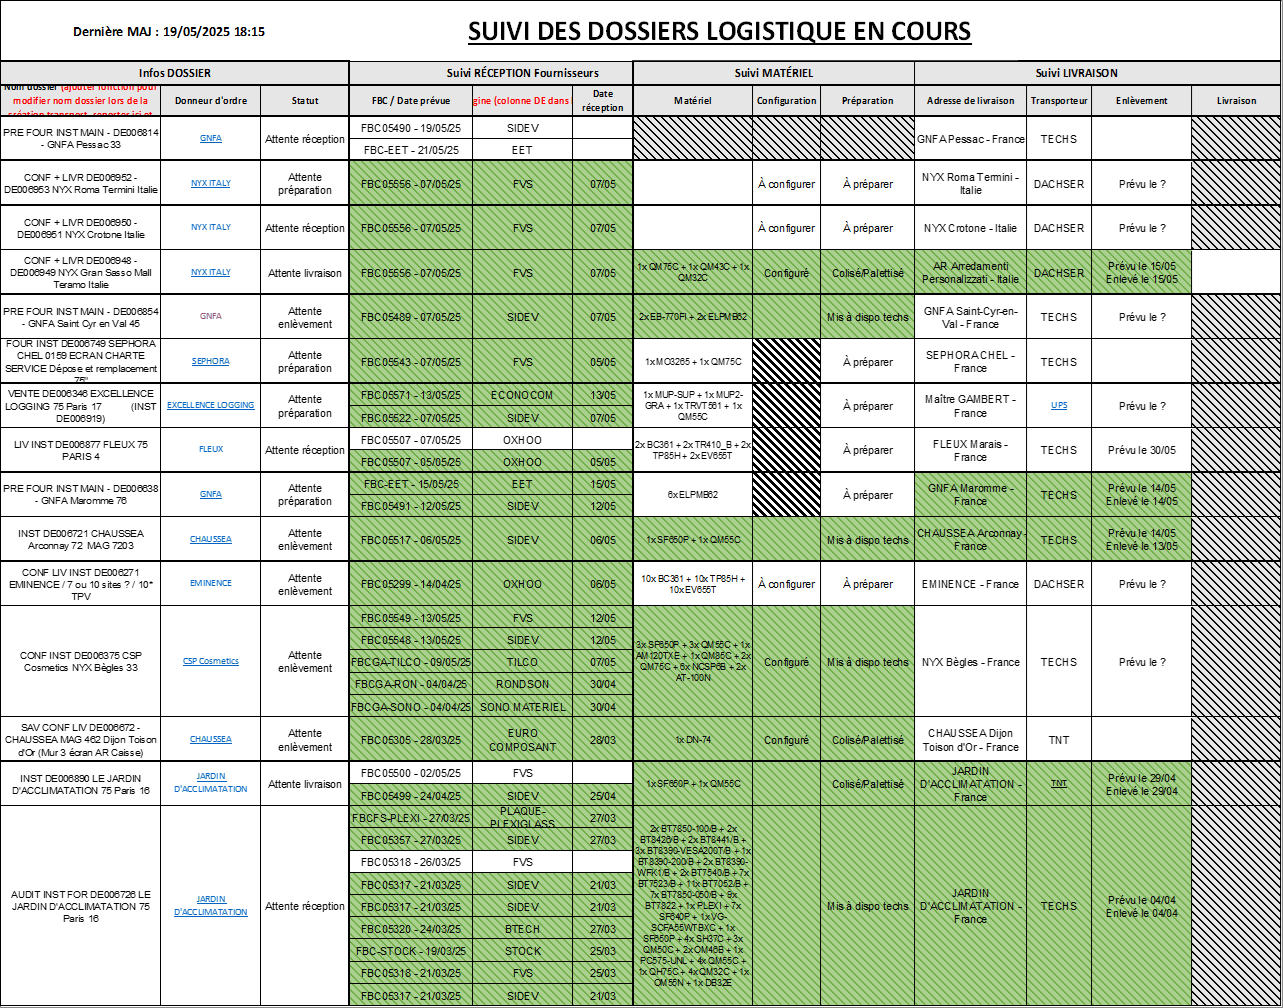 Dernière MAJ : 19/05/2025 18:15
SUIVI DES DOSSIERS LOGISTIQUE EN COURS
Infos DOSSIER
Suivi RÉCEPTION Fournisseurs
Suivi MATÉRIEL
Suivi LIVRAISON
Nom dossier (ajouter fonction pour
modifier nom dossier lors de la
création transport, reporter ici et
Donneur d'ordre
Statut
FBC / Date prévue
gine (colonne DE dans
Date
réception
Matériel
Configuration
Préparation
Adresse de livraison
Transporteur
Enlèvement
Livraison
PRE FOUR INST MAIN - DE006814
- GNFA Pessac 33
GNFA
Attente réception
FBC05490 - 19/05/25
SIDEV
FBC-EET - 21/05/25
EET
GNFA Pessac - France
TECHS
CONF + LIVR DE006952 -
DE006953 NYX Roma Termini Italie
NYX ITALY
Attente
préparation
FBC05556 - 07/05/25
FVS
07/05
À configurer
À préparer
NYX Roma Termini -
Italie
DACHSER
Prévu le ?
CONF + LIVR DE006950 -
DE006951 NYX Crotone Italie
NYX ITALY
Attente réception
FBC05556 - 07/05/25
FVS
07/05
À configurer
À préparer
NYX Crotone - Italie
DACHSER
Prévu le ?
CONF + LIVR DE006948 -
DE006949 NYX Gran Sasso Mall
Teramo Italie
NYX ITALY
Attente livraison
FBC05556 - 07/05/25
FVS
07/05
1x QM75C + 1x QM43C + 1x
QM32C
Configuré
Colisé/Palettisé
AR Arredamenti
Personalizzati - Italie
DACHSER
Prévu le 15/05
Enlevé le 15/05
PRE FOUR INST MAIN - DE006854
- GNFA Saint Cyr en Val 45
GNFA
Attente
enlèvement
FBC05489 - 07/05/25
SIDEV
07/05
2x EB-770FI + 2x ELPMB62
Mis à dispo techs
GNFA Saint-Cyr-en-
Val - France
TECHS
FOUR INST DE006749 SEPHORA
CHEL 0159 ECRAN CHARTE
SERVICE Dépose et remplacement
75"
SEPHORA
Attente
préparation
FBC05543 - 07/05/25
FVS
05/05
1x MO3265 + 1x QM75C
À préparer
SEPHORA CHEL -
France
TECHS
VENTE DE006346 EXCELLENCE
LOGGING 75 Paris 17 (INST
DE006919)
EXCELLENCE LOGGING
Attente
préparation
FBC05571 - 13/05/25
ECONOCOM
13/05
FBC05522 - 07/05/25
SIDEV
07/05
1x MUP-SUP + 1x MUP2-
GRA + 1x TRVT561 + 1x
QM55C
À préparer
Maître GAMBERT -
France
UPS
LIV INST DE006877 FLEUX 75
PARIS 4
FLEUX
Attente réception
FBC05507 - 07/05/25
OXHOO
FBC05507 - 05/05/25
OXHOO
05/05
2x BC361 + 2x TR410_B + 2x
TP85H + 2x EV655T
À préparer
FLEUX Marais -
France
TECHS
Prévu le 30/05
PRE FOUR INST MAIN - DE006638
- GNFA Maromme 76
GNFA
Attente
préparation
FBC-EET - 15/05/25
EET
15/05
FBC05491 - 12/05/25
SIDEV
12/05
6x ELPMB62
À préparer
GNFA Maromme -
France
TECHS
Prévu le 14/05
Enlevé le 14/05
INST DE006721 CHAUSSEA
Arconnay 72 MAG 7203
CHAUSSEA
Attente
enlèvement
FBC05517 - 06/05/25
SIDEV
06/05
1x SF650P + 1x QM55C
Mis à dispo techs
CHAUSSEA Arconnay -
France
TECHS
Prévu le 14/05
Enlevé le 13/05
CONF LIV INST DE006271
EMINENCE / 7 ou 10 sites ? / 10*
TPV
EMINENCE
Attente
enlèvement
FBC05299 - 14/04/25
OXHOO
06/05
10x BC361 + 10x TP85H +
10x EV655T
À configurer
À préparer
EMINENCE - France
DACHSER
Prévu le ?
CONF INST DE006375 CSP
Cosmetics NYX Bègles 33
CSP Cosmetics
Attente
enlèvement
FBC05549 - 13/05/25
FVS
12/05
FBC05548 - 13/05/25
SIDEV
12/05
FBCGA-TILCO - 09/05/25
TILCO
07/05
FBCGA-RON - 04/04/25
RONDSON
30/04
FBCGA-SONO - 04/04/25
SONO MATERIEL
30/04
3x SF650P + 3x QM55C + 1x
AM120TXE + 1x QM85C + 2x
QM75C + 6x NCSP6B + 2x
AT-100N
Configuré
Mis à dispo techs
NYX Bègles - France
TECHS
Prévu le ?
SAV CONF LIV DE006672 -
CHAUSSEA MAG 462 Dijon Toison
d'Or (Mur 3 écran AR Caisse)
CHAUSSEA
Attente
enlèvement
FBC05305 - 28/03/25
EURO
COMPOSANT
28/03
1x DN-74
Configuré
Colisé/Palettisé
CHAUSSEA Dijon
Toison d'Or - France
TNT
INST DE006890 LE JARDIN
D'ACCLIMATATION 75 Paris 16
JARDIN
D'ACCLIMATATION
Attente livraison
FBC05500 - 02/05/25
FVS
FBC05499 - 24/04/25
SIDEV
25/04
1x SF650P + 1x QM55C
Colisé/Palettisé
JARDIN
D'ACCLIMATATION -
France
TNT
Prévu le 29/04
Enlevé le 29/04
AUDIT INST FOR DE006726 LE
JARDIN D'ACCLIMATATION 75
Paris 16
JARDIN
D'ACCLIMATATION
Attente réception
FBCFS-PLEXI - 27/03/25
PLAQUE-
PLEXIGLASS
27/03
FBC05357 - 27/03/25
SIDEV
27/03
FBC05318 - 26/03/25
FVS
FBC05317 - 21/03/25
SIDEV
21/03
FBC05317 - 21/03/25
SIDEV
21/03
FBC05320 - 24/03/25
BTECH
27/03
FBC-STOCK - 19/03/25
STOCK
25/03
FBC05318 - 21/03/25
FVS
25/03
FBC05317 - 21/03/25
SIDEV
21/03
2x BT7850-100/B + 2x
BT8426/B + 2x BT8441/B +
3x BT8390-VESA200T/B + 1x
BT8390-200/B + 2x BT8390-
WFK1/B + 2x BT7540/B + 7x
BT7523/B + 11x BT7052/B +
7x BT7850-050/B + 9x
BT7822 + 1x PLEXI + 7x
SF640P + 1x VG-
SCFA55WTBXC + 1x
SF650P + 4x SH37C + 3x
QM50C + 2x OM46B + 1x
PC575-UNL + 4x QM55C +
1x QH75C + 4x QM32C + 1x
OM55N + 1x DB32E
Mis à dispo techs
JARDIN
D'ACCLIMATATION -
France
TECHS
Prévu le 04/04
Enlevé le 04/04